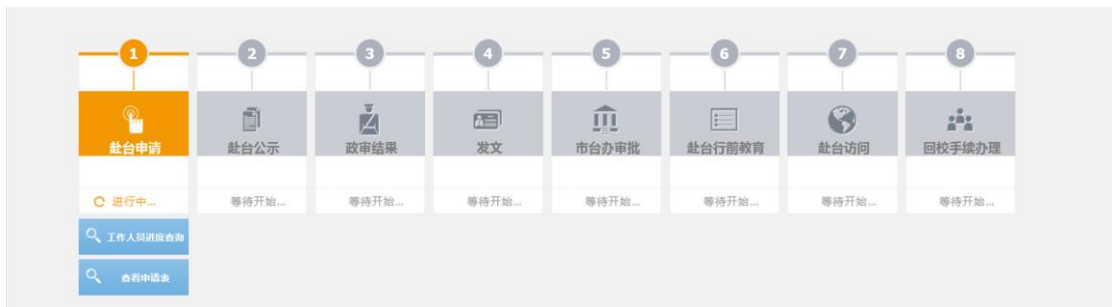 1 2 3 4 5 6 7 8
赴台申请 赴台公示 政审结果 发文 市台办审批 赴台行前教育 赴台访问 回校手续办理
进行中... 等待开始... 等待开始... 等待开始... 等待开始... 等待开始... 等待开始... 等待开始...
工作人员进度查询
查看申请表